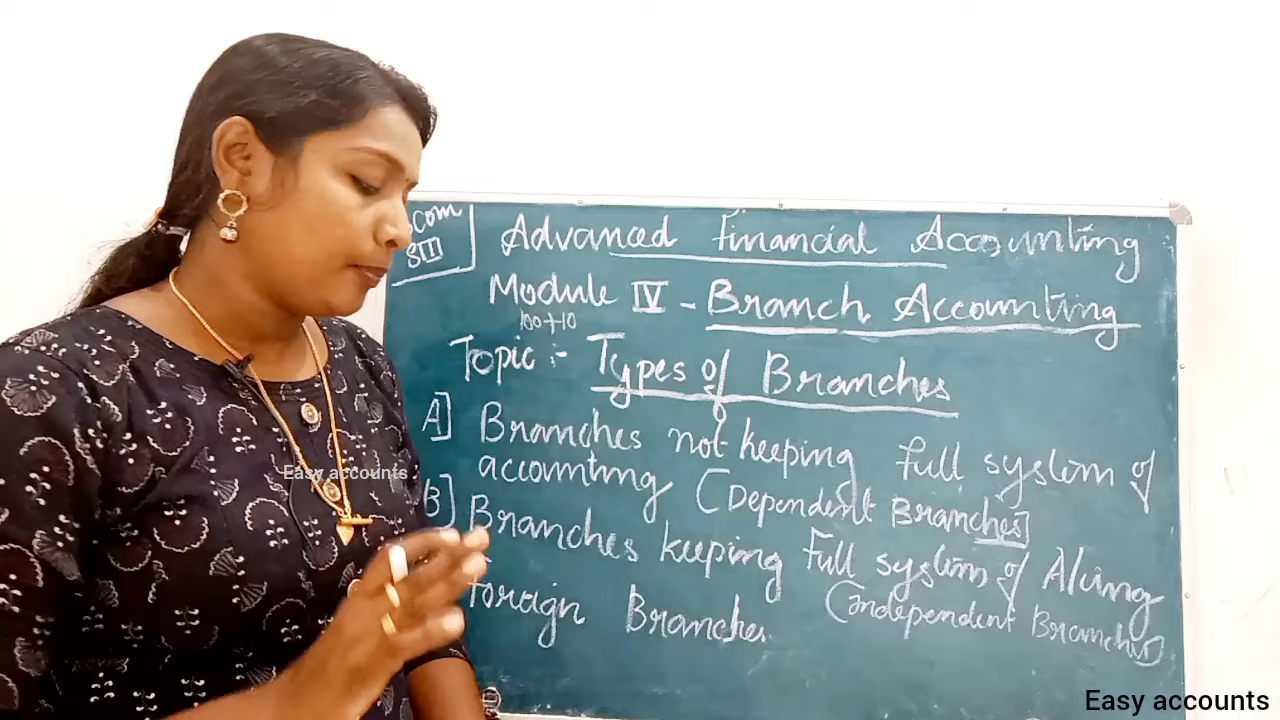 com
SIII
Advanced Financial Accounting
Module IV - Branch Accounting
100+10
Topic :- Types of Branches
A] Branches not keeping Full system of
accounting (Dependent Branches]
B] Branches keeping Full system of A/cing
(Independent Branches]
Foreign Branches
Easy accounts
Easy accounts